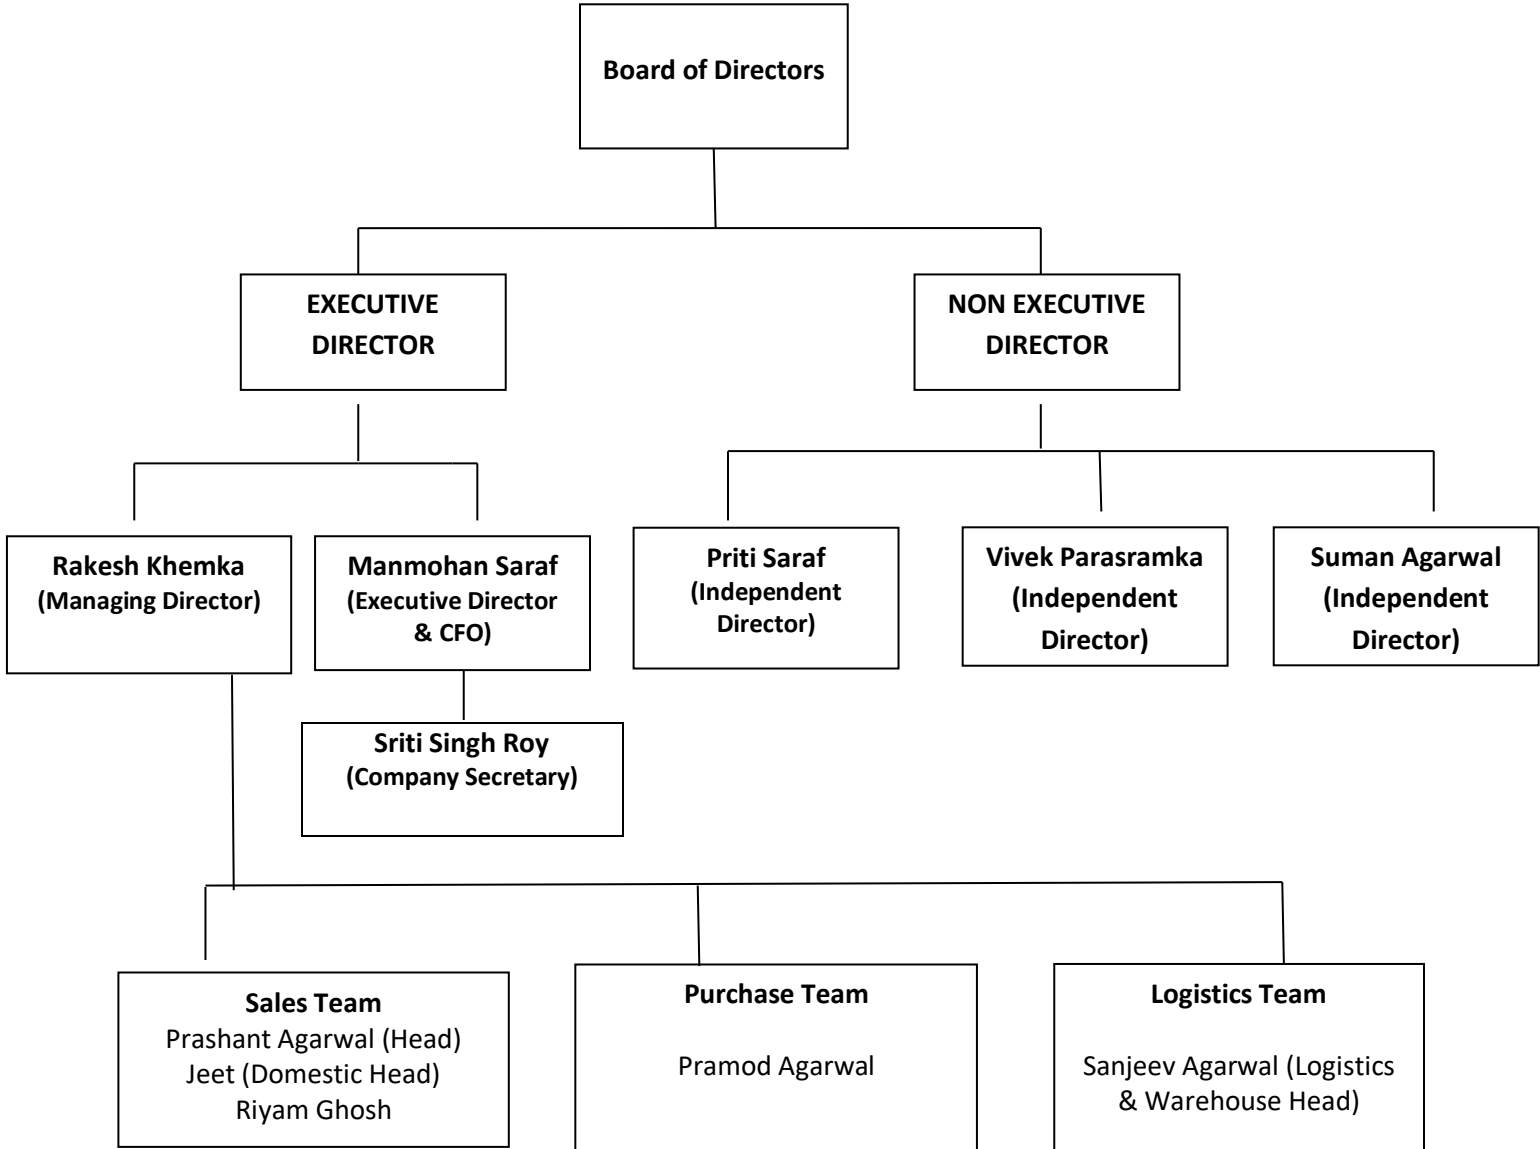 Board of Directors
EXECUTIVE
DIRECTOR
NON EXECUTIVE
DIRECTOR
Rakesh Khemka
(Managing Director)
Manmohan Saraf
(Executive Director
& CFO)
Priti Saraf
(Independent
Director)
Vivek Parasramka
(Independent
Director)
Suman Agarwal
(Independent
Director)
Sriti Singh Roy
(Company Secretary)
Sales Team
Prashant Agarwal (Head)
Jeet (Domestic Head)
Riyam Ghosh
Purchase Team
Pramod Agarwal
Logistics Team
Sanjeev Agarwal (Logistics
& Warehouse Head)